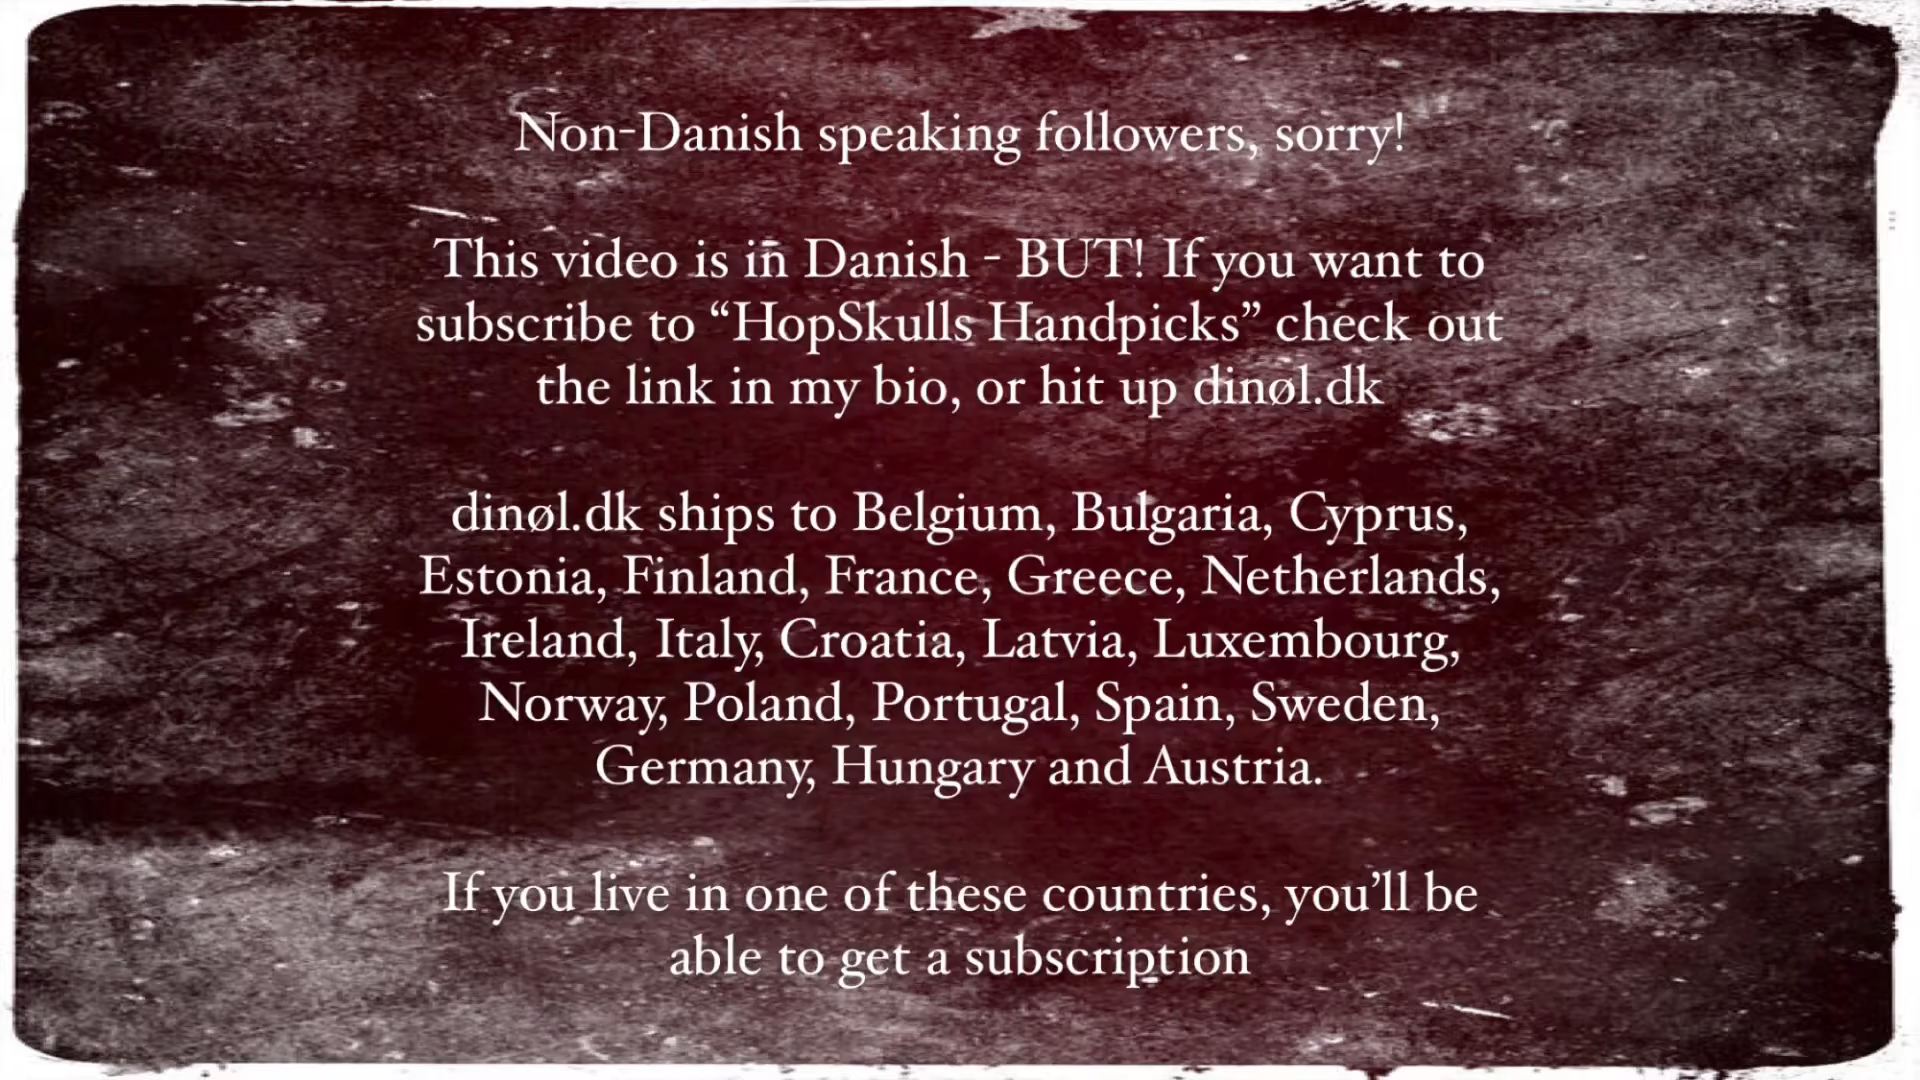 Non-Danish speaking followers, sorry!
This video is in Danish - BUT! If you want to
subscribe to “HopSkulls Handpicks” check out
the link in my bio, or hit up dinøl.dk
dinøl.dk ships to Belgium, Bulgaria, Cyprus,
Estonia, Finland, France, Greece, Netherlands,
Ireland, Italy, Croatia, Latvia, Luxembourg,
Norway, Poland, Portugal, Spain, Sweden,
Germany, Hungary and Austria.
If you live in one of these countries, you’ll be
able to get a subscription